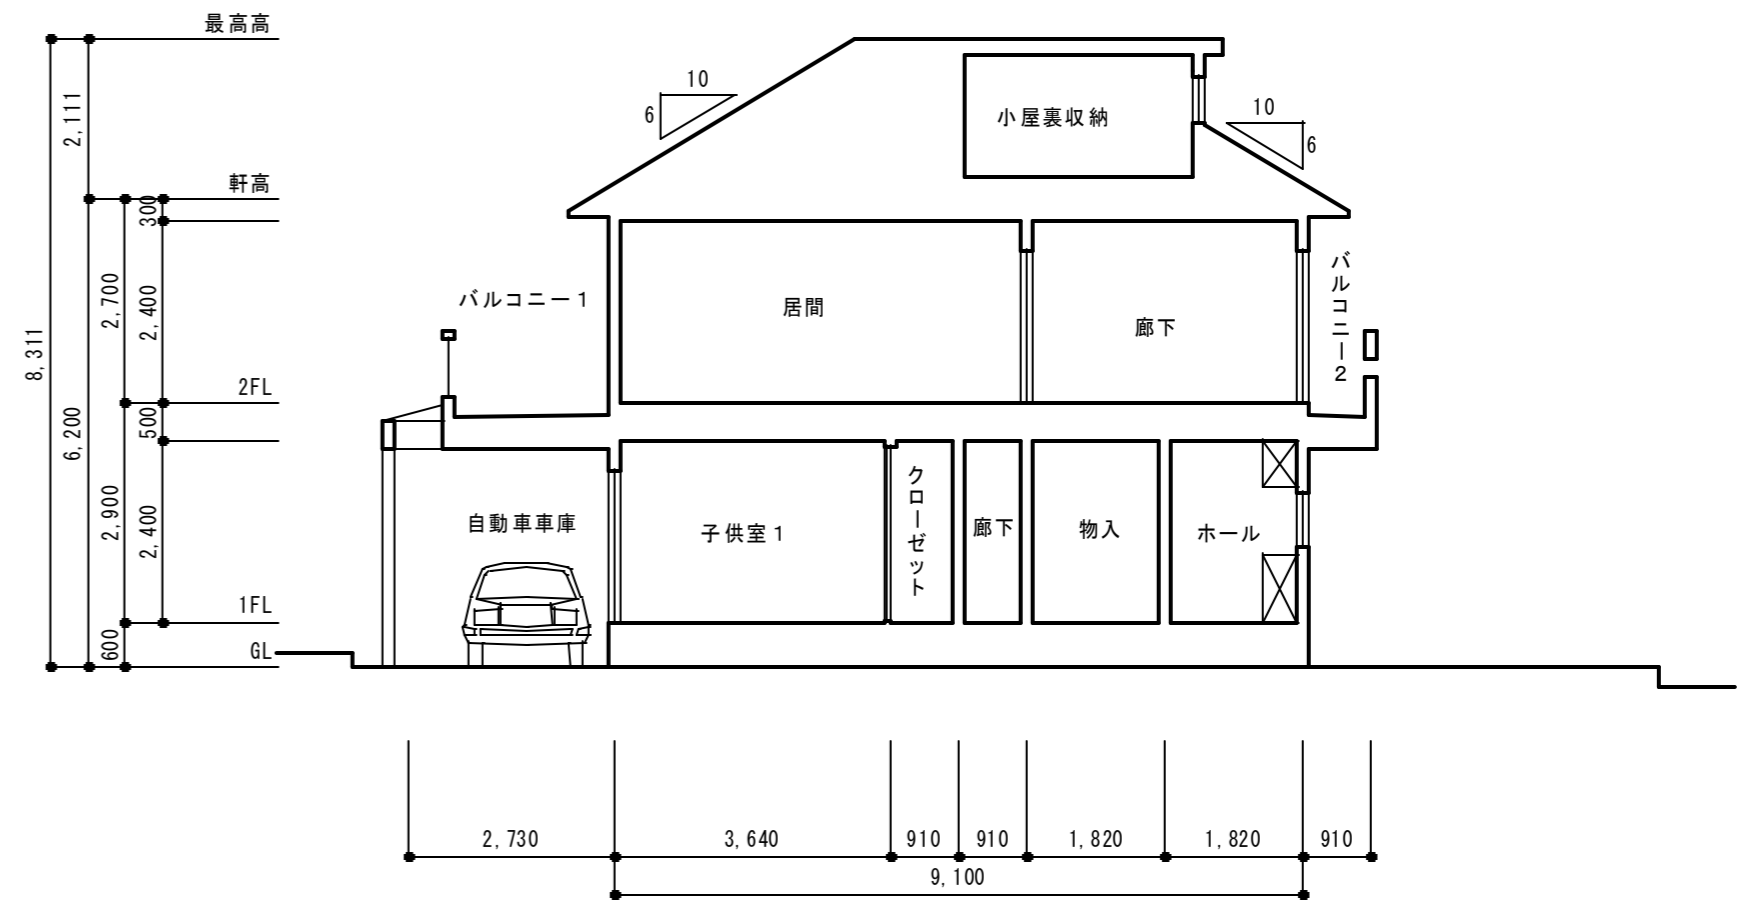 最高高
10
10
6
小屋裏収納
6
2,111
軒高
300
バルコニー2
2,700
2,400
バルコニー1
居間
廊下
8,311
2FL
6,200
500
クローゼット
2,900
2,400
自動車車庫
子供室1
廊下
物入
ホール
1FL
600
GL
2,730
3,640
910
910
1,820
1,820
910
9,100